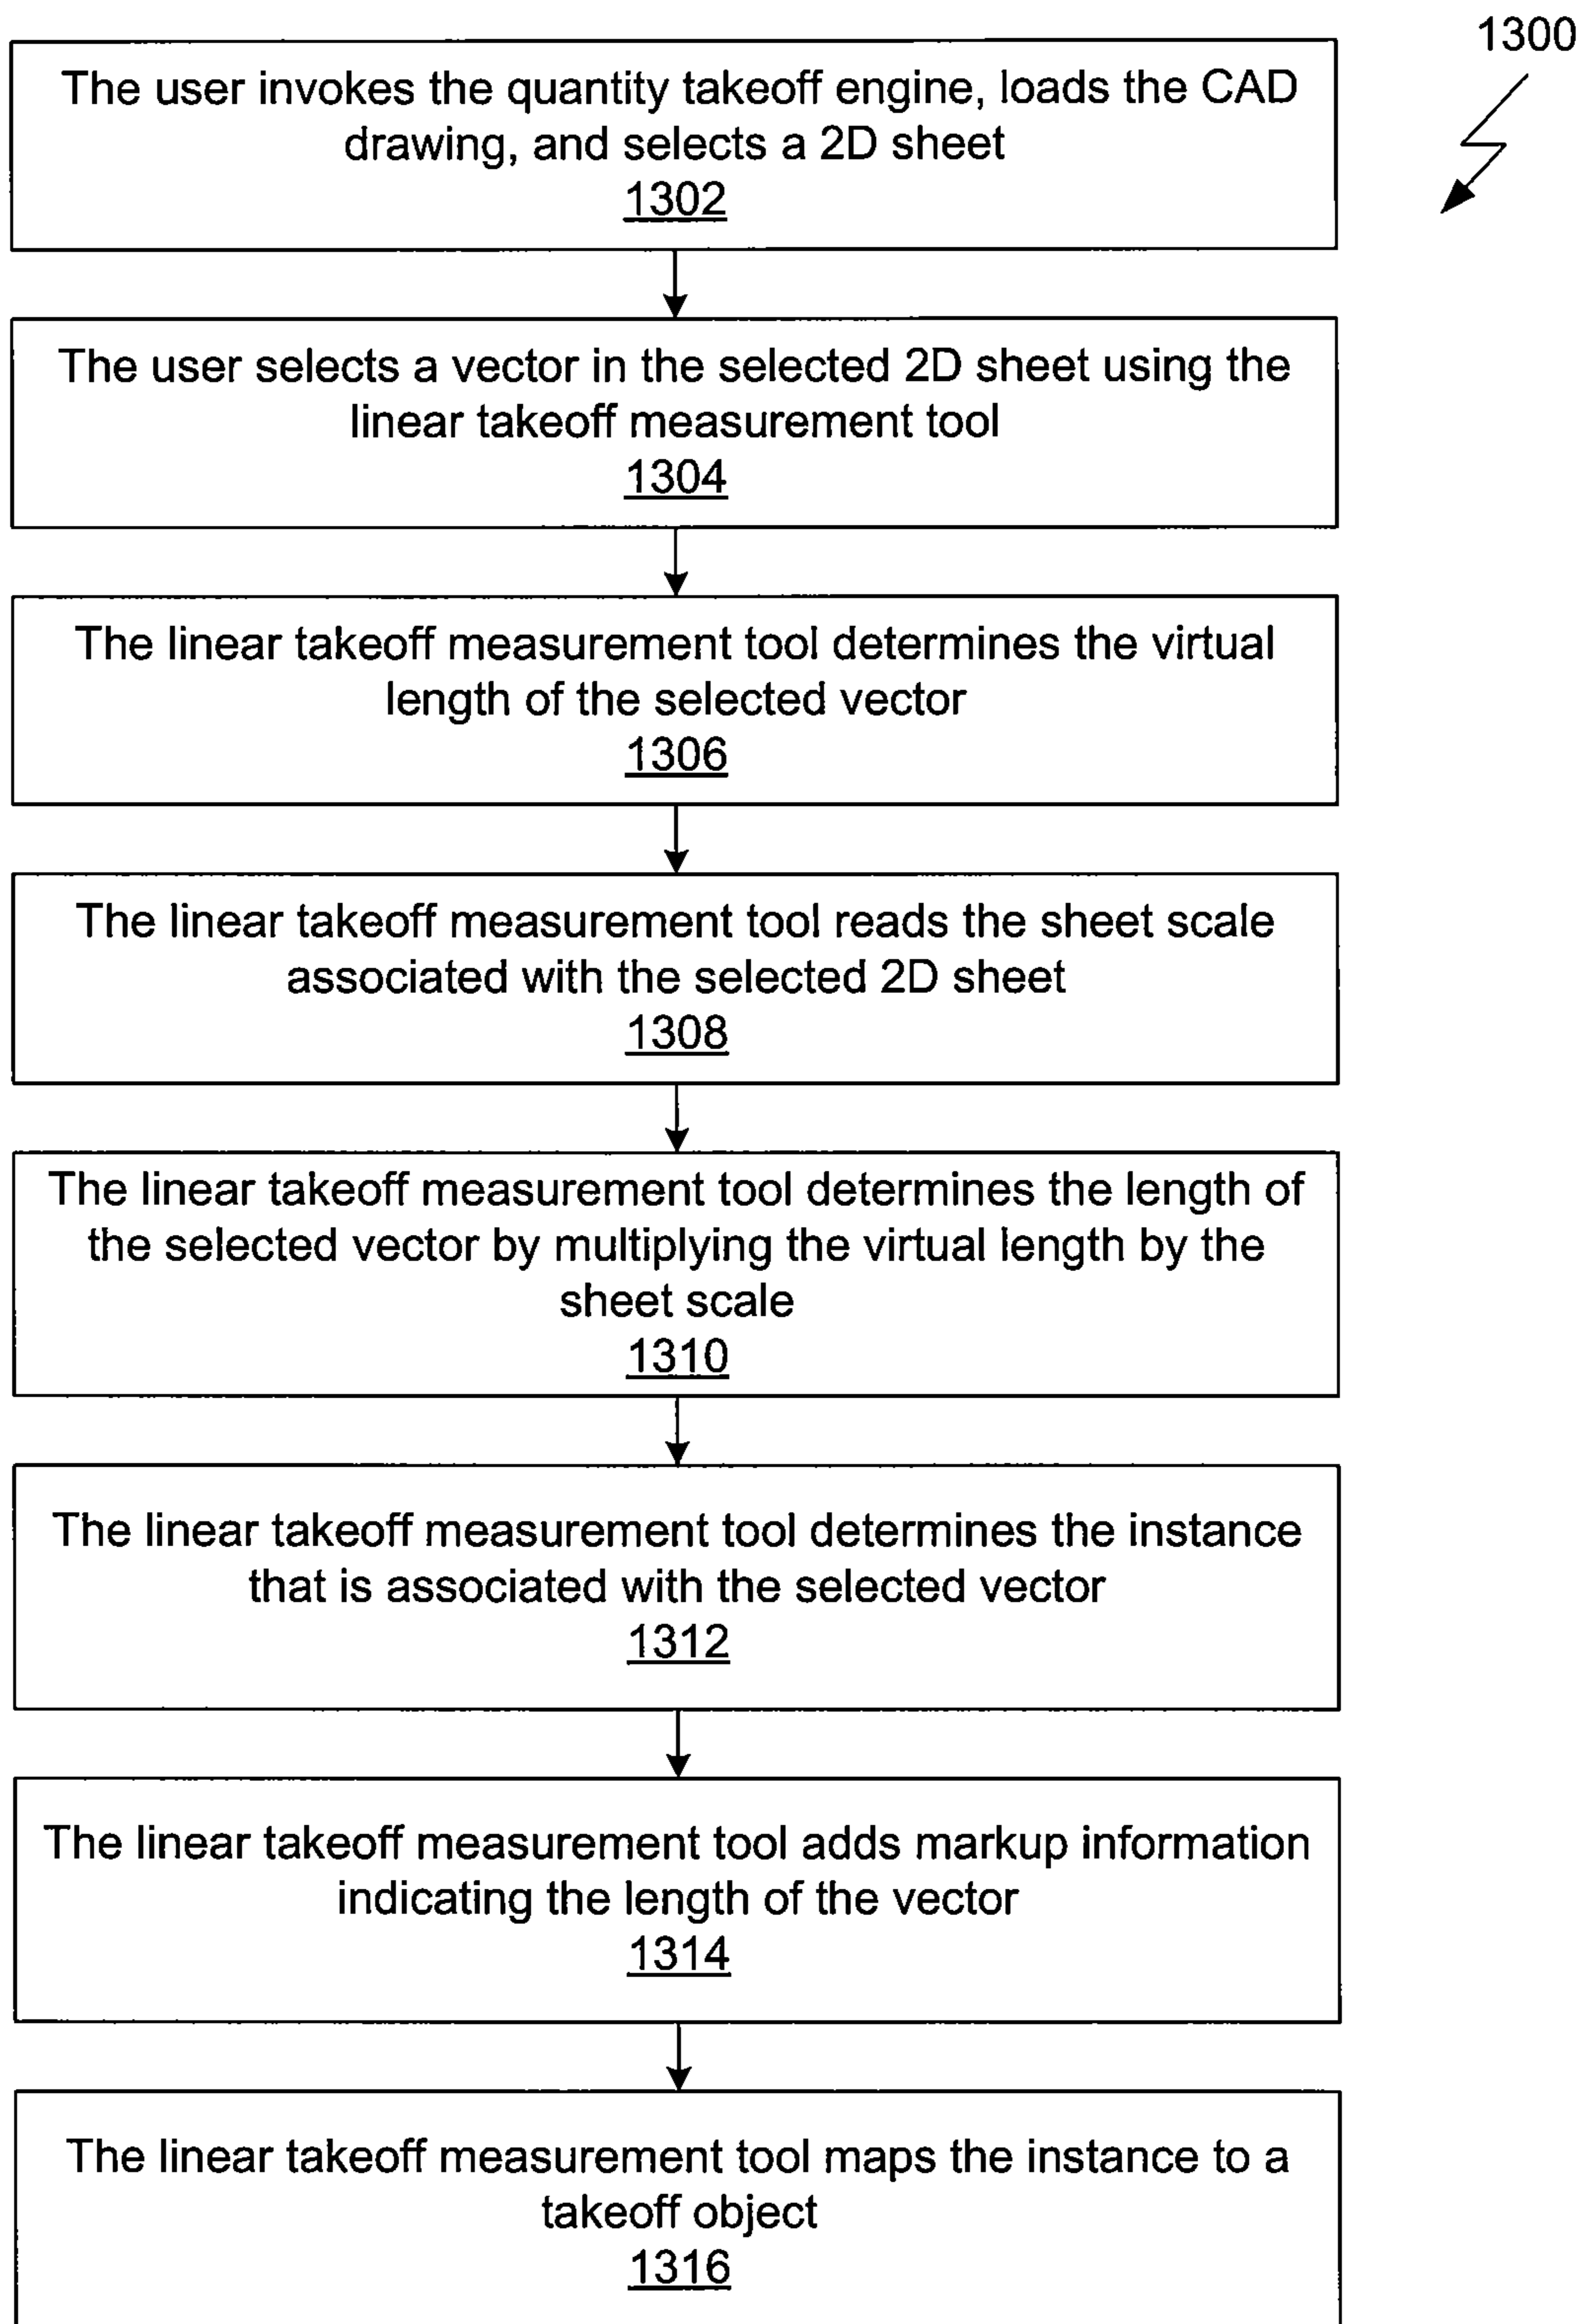 1300
The user invokes the quantity takeoff engine, loads the CAD
drawing, and selects a 2D sheet
1302
The user selects a vector in the selected 2D sheet using the
linear takeoff measurement tool
1304
The linear takeoff measurement tool determines the virtual
length of the selected vector
1306
The linear takeoff measurement tool reads the sheet scale
associated with the selected 2D sheet
1308
The linear takeoff measurement tool determines the length of
the selected vector by multiplying the virtual length by the
sheet scale
1310
The linear takeoff measurement tool determines the instance
that is associated with the selected vector
1312
The linear takeoff measurement tool adds markup information
indicating the length of the vector
1314
The linear takeoff measurement tool maps the instance to a
takeoff object
1316